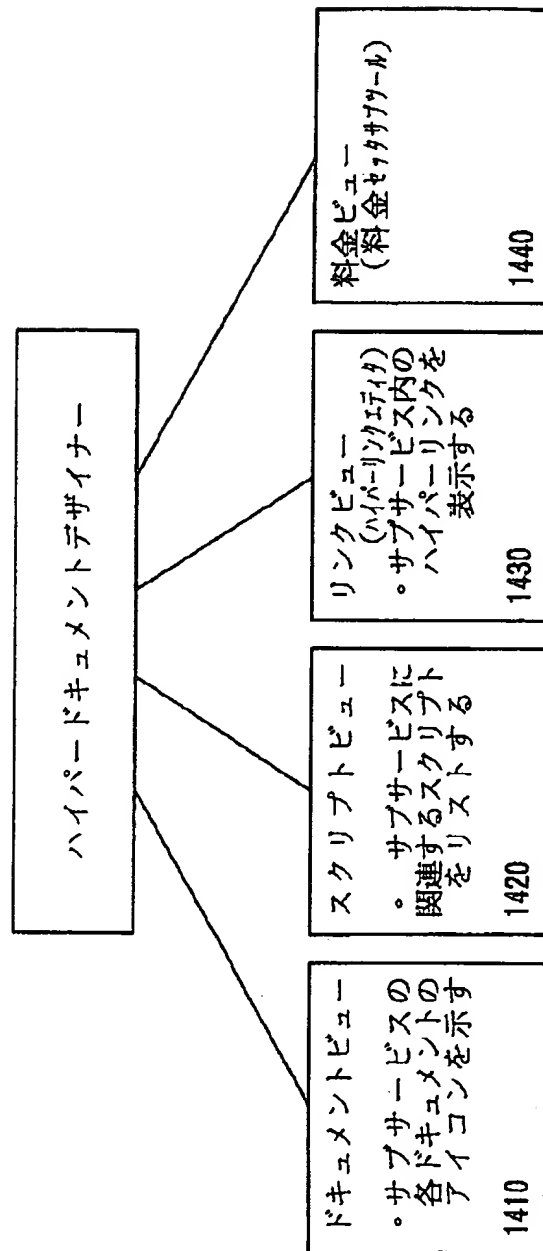 ハイパードキュメントデザイナー
ドキュメントビュー
・サブサービスの
各ドキュメントの
アイコンを示す
1410
スクリプトビュー
・サブサービスに
関連するスクリプト
をリストする
1420
リンクビュー
(ハイパーリンクエディタ)
・サブサービス内の
ハイパーリンクを
表示する
1430
料金ビュー
(料金セッタサブツール)
1440